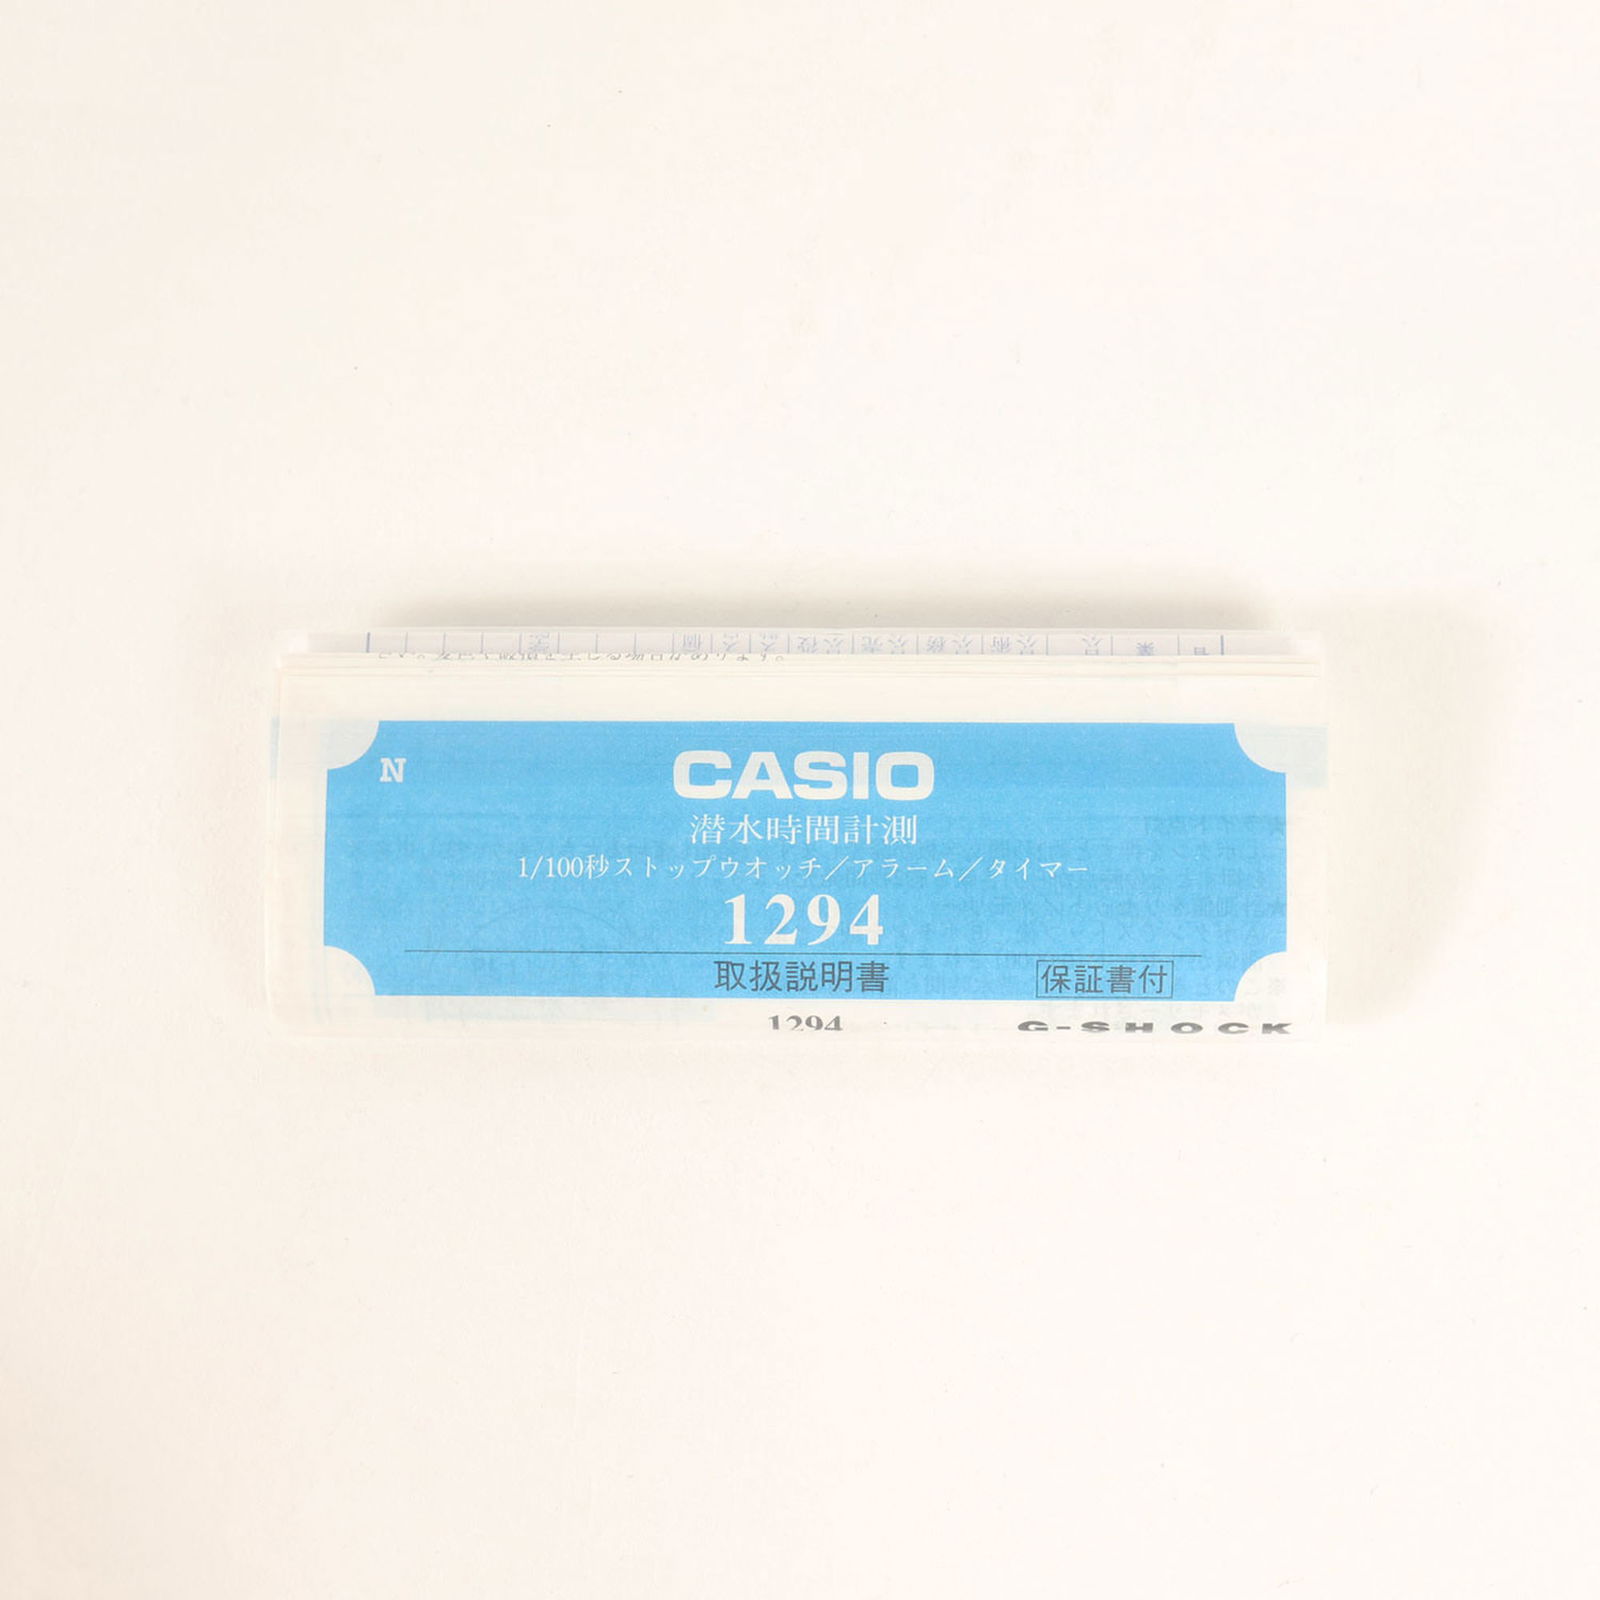 N
CASIO
潜水時間計測
1/100秒ストップウオッチ／アラーム／タイマー
1294
取扱説明書
保証書付
1294
G-SHOCK